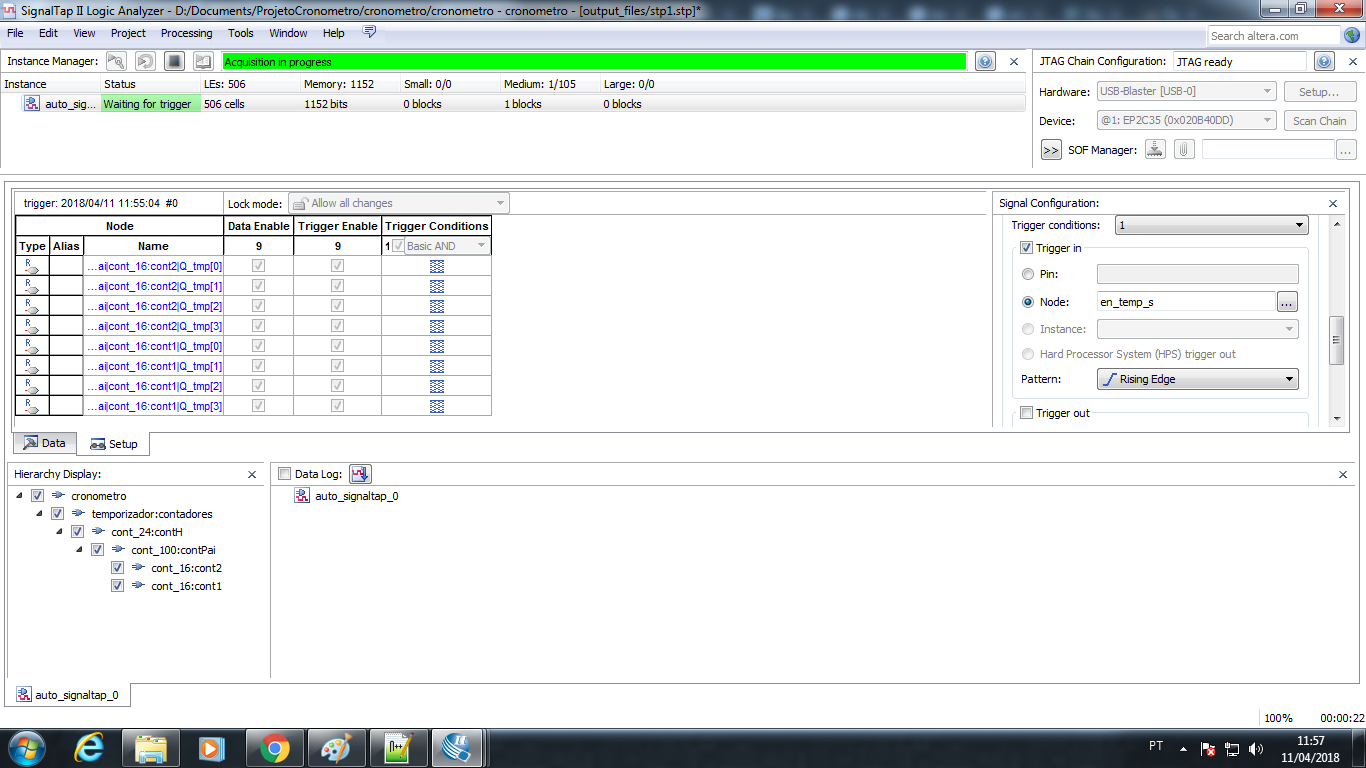 SignalTap II Logic Analyzer - D:/Documents/ProjetoCronometro/cronometro/cronometro - cronometro - [output_files/stp1.stp]*
File Edit View Project Processing Tools Window Help
Search altera.com
Instance Manager: Acquisition in progress
JTAG Chain Configuration: JTAG ready
Instance Status LEs: 506 Memory: 1152 Small: 0/0 Medium: 1/105 Large: 0/0
auto_sig... Waiting for trigger 506 cells 1152 bits 0 blocks 1 blocks 0 blocks
Hardware: USB-Blaster [USB-0] Setup...
Device: @1: EP2C35 (0x020B40DD) Scan Chain
>> SOF Manager: ...
trigger: 2018/04/11 11:55:04 #0 Lock mode: Allow all changes
Node Data Enable Trigger Enable Trigger Conditions
Type Alias Name 9 9 1 Basic AND
R ...ai|cont_16:cont2|Q_tmp[0]
R ...ai|cont_16:cont2|Q_tmp[1]
R ...ai|cont_16:cont2|Q_tmp[2]
R ...ai|cont_16:cont2|Q_tmp[3]
R ...ai|cont_16:cont1|Q_tmp[0]
R ...ai|cont_16:cont1|Q_tmp[1]
R ...ai|cont_16:cont1|Q_tmp[2]
R ...ai|cont_16:cont1|Q_tmp[3]
Signal Configuration:
Trigger conditions: 1
Trigger in
Pin:
Node: en_temp_s ...
Instance:
Hard Processor System (HPS) trigger out
Pattern: Rising Edge
Trigger out
Data Setup
Hierarchy Display:
cronometro
temporizador:contadores
cont_24:contH
cont_100:contPai
cont_16:cont2
cont_16:cont1
Data Log:
auto_signaltap_0
auto_signaltap_0
100% 00:00:22
PT
11:57
11/04/2018